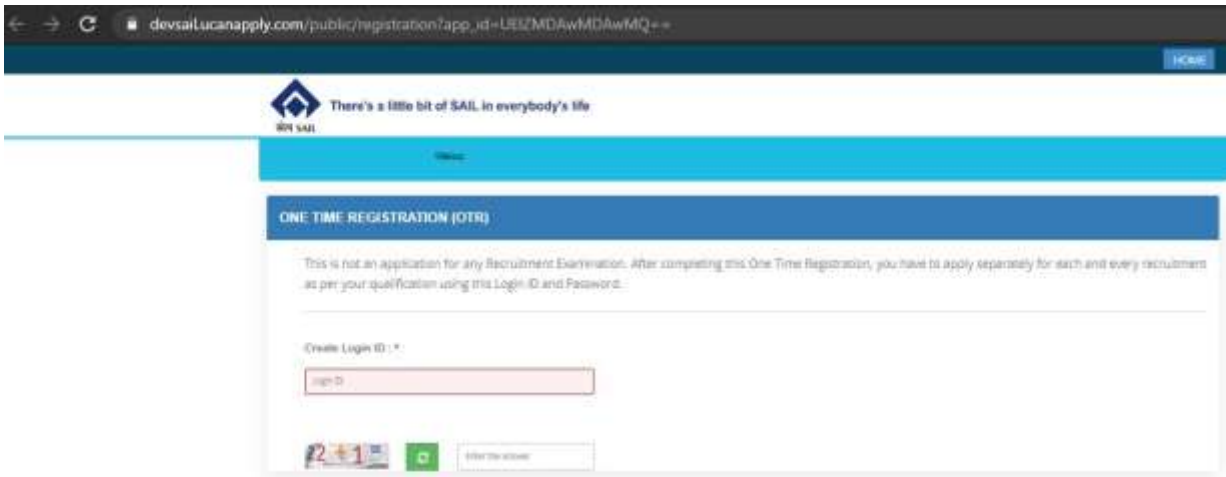 devsail.ucanapply.com/public/registration?app_id=UElZMDAwMDAwMQ==
HOME
There's a little bit of SAIL in everybody's life
सेल SAIL
ONE TIME REGISTRATION (OTR)
This is not an application for any Recruitment Examination. After completing this One Time Registration, you have to apply separately for each and every recruitment
as per your qualification using this Login ID and Password.
Create Login ID : *
Login ID
2 + 1 =
Enter the answer